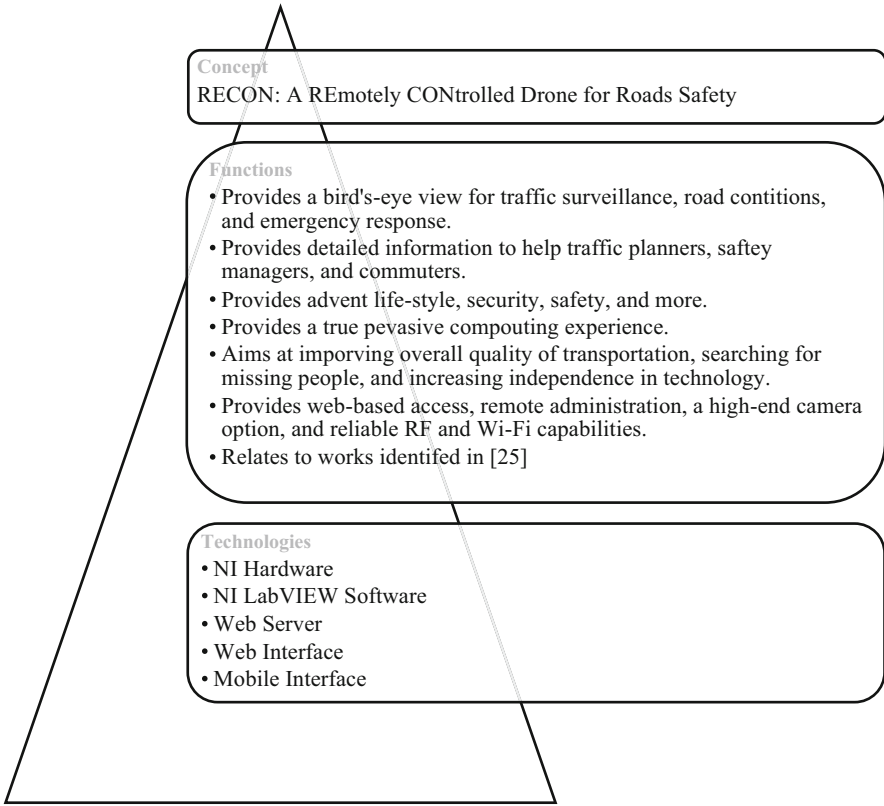 Concept
RECON: A REmotely CONtrolled Drone for Roads Safety
Functions
• Provides a bird's-eye view for traffic surveillance, road contitions,
and emergency response.
• Provides detailed information to help traffic planners, saftey
managers, and commuters.
• Provides advent life-style, security, safety, and more.
• Provides a true pevasive compouting experience.
• Aims at imporving overall quality of transportation, searching for
missing people, and increasing independence in technology.
• Provides web-based access, remote administration, a high-end camera
option, and reliable RF and Wi-Fi capabilities.
• Relates to works identifed in [25]
Technologies
• NI Hardware
• NI LabVIEW Software
• Web Server
• Web Interface
• Mobile Interface